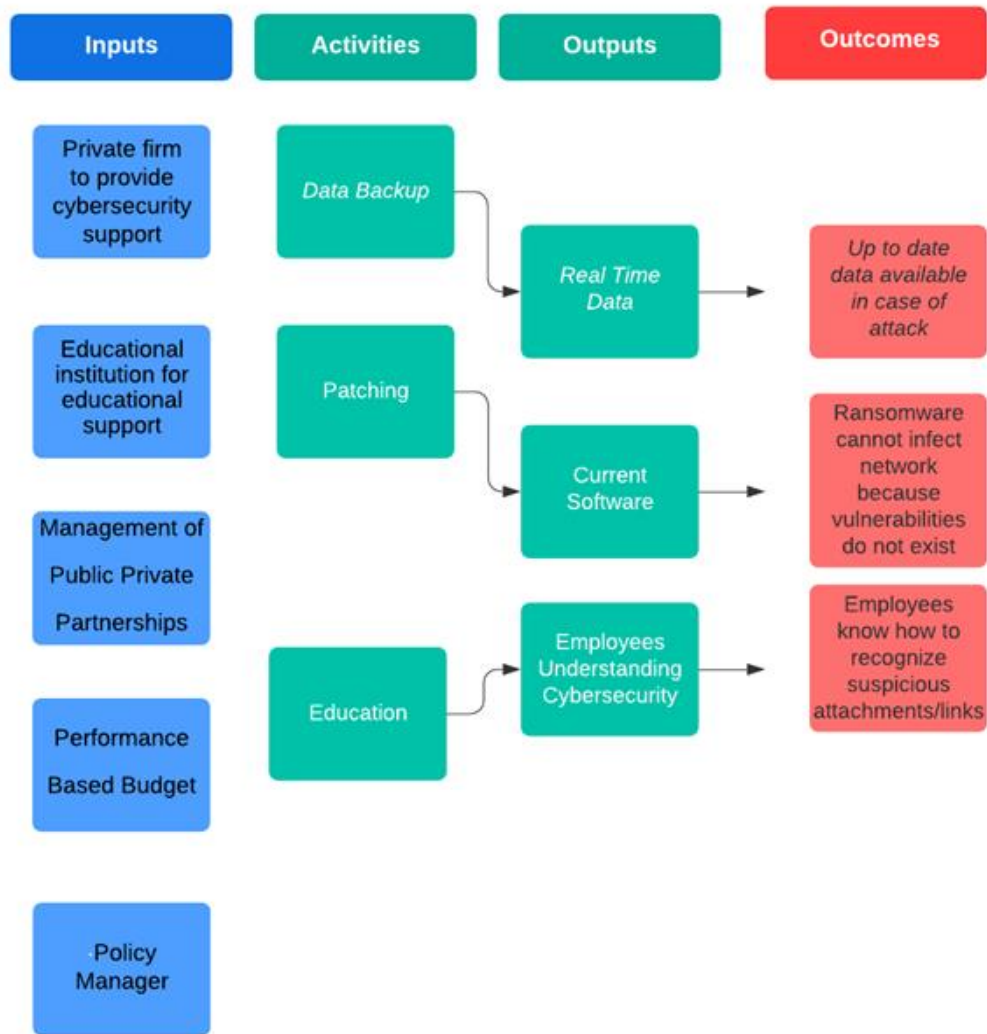 Inputs
Activities
Outputs
Outcomes
Private firm
to provide
cybersecurity
support
Educational
institution for
educational
support
Management of
Public Private
Partnerships
Performance
Based Budget
Policy
Manager
Data Backup
Patching
Education
Real Time
Data
Current
Software
Employees
Understanding
Cybersecurity
Up to date
data available
in case of
attack
Ransomware
cannot infect
network
because
vulnerabilities
do not exist
Employees
know how to
recognize
suspicious
attachments/links